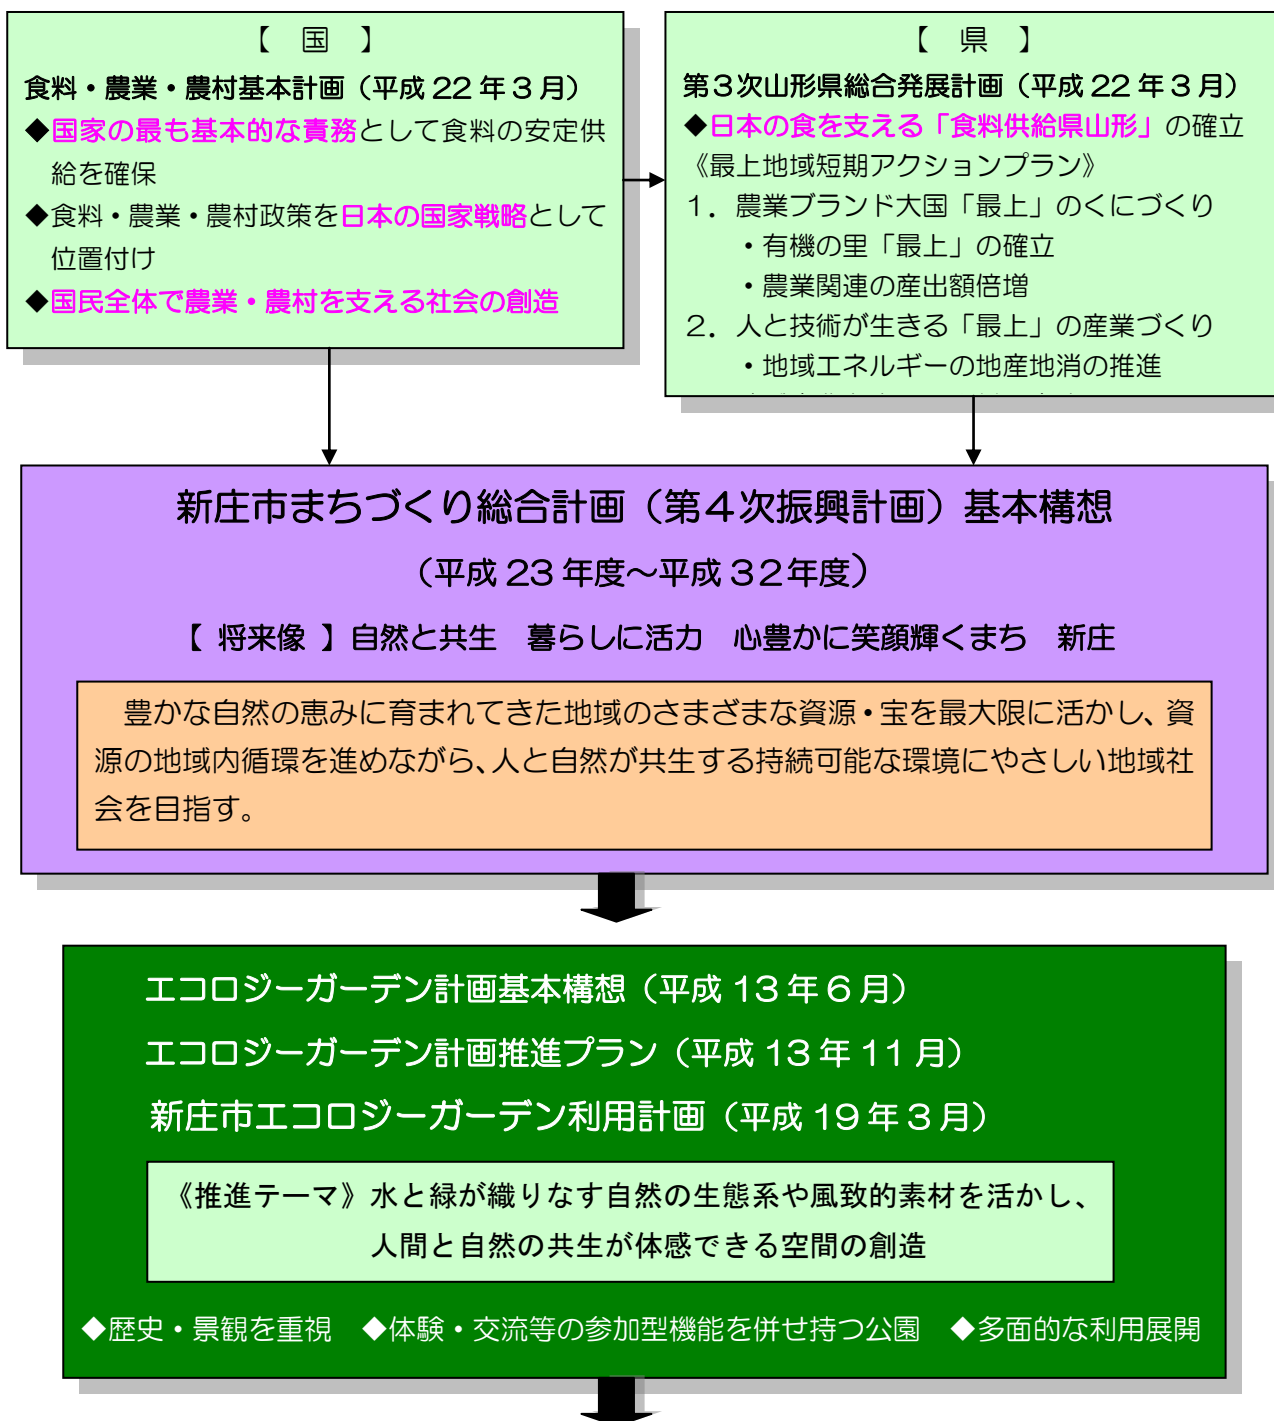 【 国 】
食料・農業・農村基本計画（平成 22 年３月）
◆国家の最も基本的な責務として食料の安定供
給を確保
◆食料・農業・農村政策を日本の国家戦略として
位置付け
◆国民全体で農業・農村を支える社会の創造
【 県 】
第３次山形県総合発展計画（平成 22 年３月）
◆日本の食を支える「食料供給県山形」の確立
《最上地域短期アクションプラン》
１．農業ブランド大国「最上」のくにづくり
・有機の里「最上」の確立
・農業関連の産出額倍増
２．人と技術が生きる「最上」の産業づくり
・地域エネルギーの地産地消の推進
新庄市まちづくり総合計画（第４次振興計画）基本構想
（平成 23 年度～平成３２年度）
【 将来像 】自然と共生　暮らしに活力　心豊かに笑顔輝くまち　新庄
豊かな自然の恵みに育まれてきた地域のさまざまな資源・宝を最大限に活かし、資
源の地域内循環を進めながら、人と自然が共生する持続可能な環境にやさしい地域社
会を目指す。
エコロジーガーデン計画基本構想（平成 13 年６月）
エコロジーガーデン計画推進プラン（平成 13 年 11 月）
新庄市エコロジーガーデン利用計画（平成 19 年３月）
《推進テーマ》水と緑が織りなす自然の生態系や風致的素材を活かし、
人間と自然の共生が体感できる空間の創造
◆歴史・景観を重視　◆体験・交流等の参加型機能を併せ持つ公園　◆多面的な利用展開